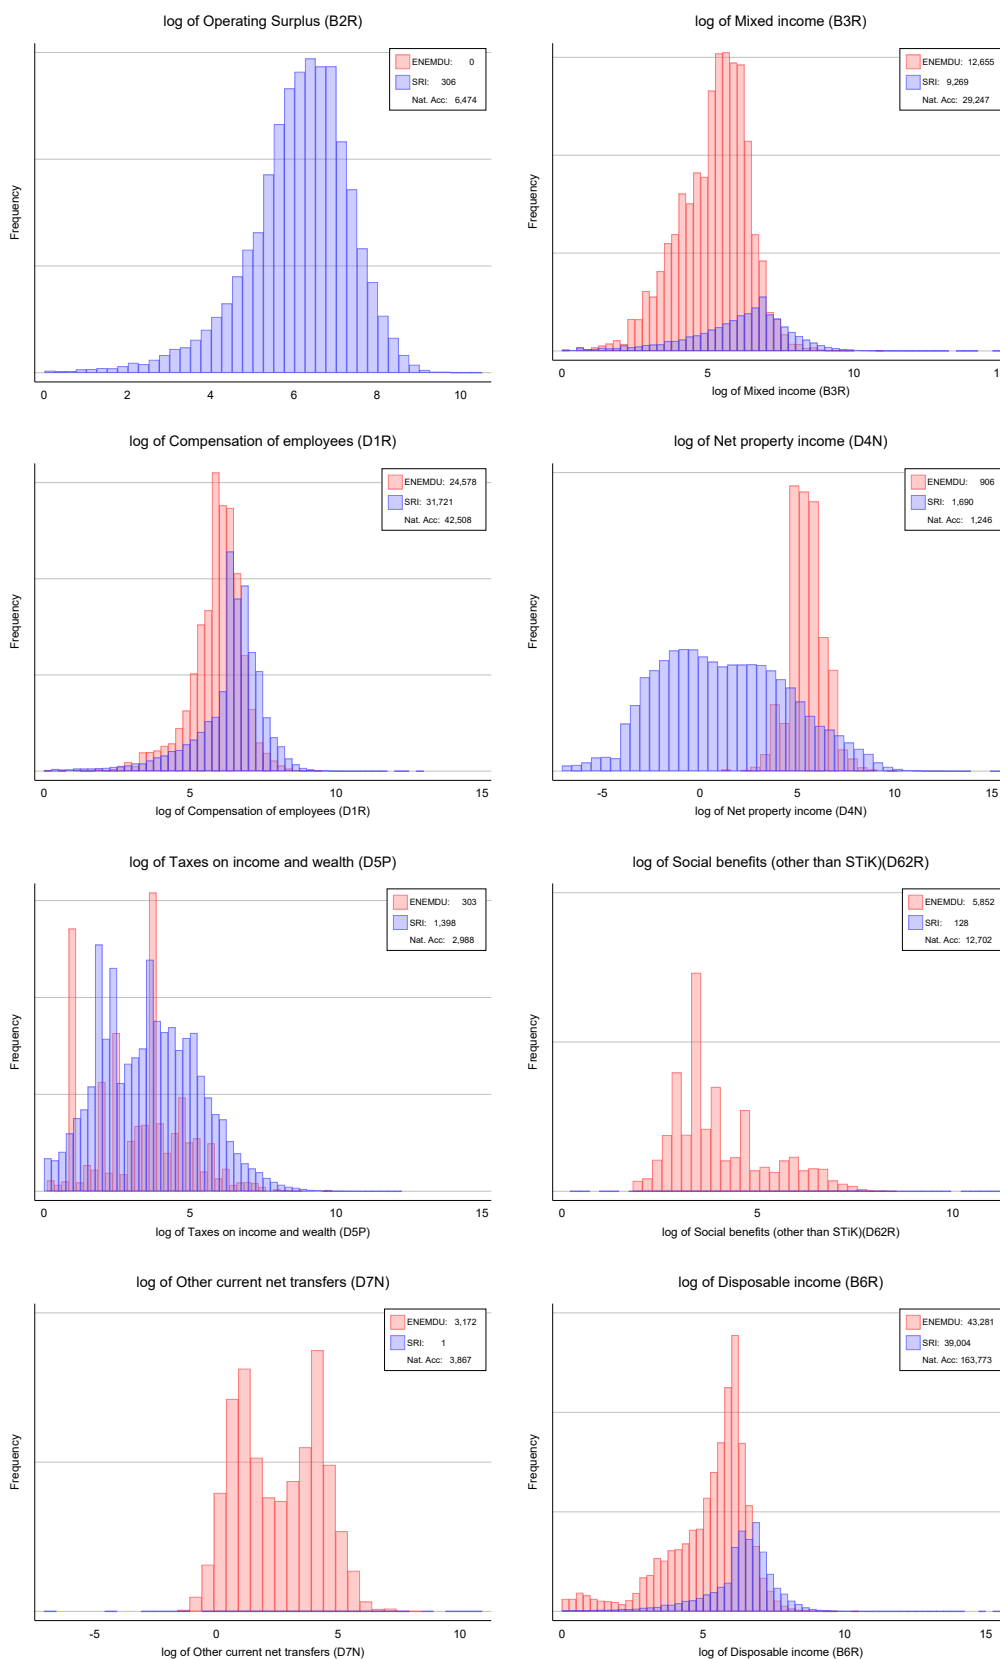 log of Operating Surplus (B2R)
ENEMDU: 0
SRI: 306
Nat. Acc: 6,474
Frequency
0 2 4 6 8 10
log of Mixed income (B3R)
ENEMDU: 12,655
SRI: 9,269
Nat. Acc: 29,247
Frequency
0 5 10
log of Mixed income (B3R)
log of Compensation of employees (D1R)
ENEMDU: 24,578
SRI: 31,721
Nat. Acc: 42,508
Frequency
0 5 10 15
log of Compensation of employees (D1R)
log of Net property income (D4N)
ENEMDU: 906
SRI: 1,690
Nat. Acc: 1,246
Frequency
-5 0 5 10 15
log of Net property income (D4N)
log of Taxes on income and wealth (D5P)
ENEMDU: 303
SRI: 1,398
Nat. Acc: 2,988
Frequency
0 5 10 15
log of Taxes on income and wealth (D5P)
log of Social benefits (other than STiK)(D62R)
ENEMDU: 5,852
SRI: 128
Nat. Acc: 12,702
Frequency
0 5 10
log of Social benefits (other than STiK)(D62R)
log of Other current net transfers (D7N)
ENEMDU: 3,172
SRI: 1
Nat. Acc: 3,867
Frequency
-5 0 5 10
log of Other current net transfers (D7N)
log of Disposable income (B6R)
ENEMDU: 43,281
SRI: 39,004
Nat. Acc: 163,773
Frequency
0 5 10 15
log of Disposable income (B6R)